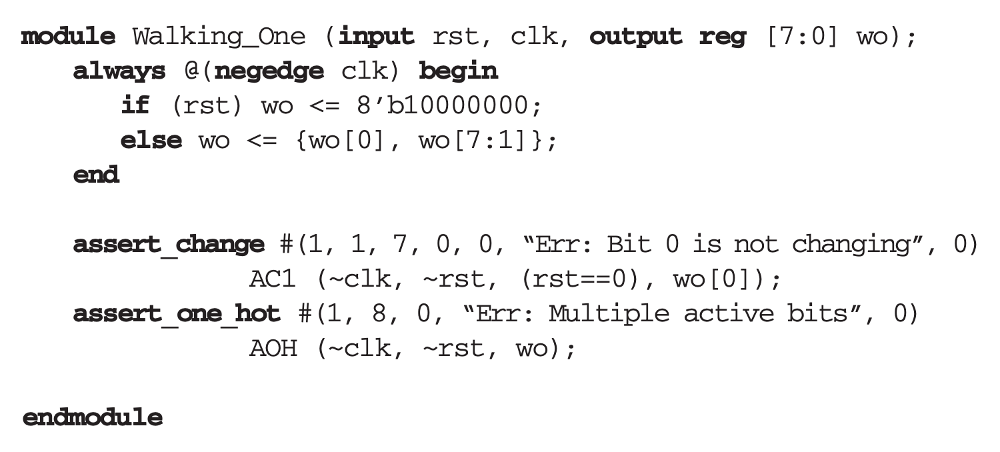 module Walking_One (input rst, clk, output reg [7:0] wo);
always @(negedge clk) begin
if (rst) wo <= 8’b10000000;
else wo <= {wo[0], wo[7:1]};
end
assert_change #(1, 1, 7, 0, 0, “Err: Bit 0 is not changing”, 0)
AC1 (~clk, ~rst, (rst==0), wo[0]);
assert_one_hot #(1, 8, 0, “Err: Multiple active bits”, 0)
AOH (~clk, ~rst, wo);
endmodule